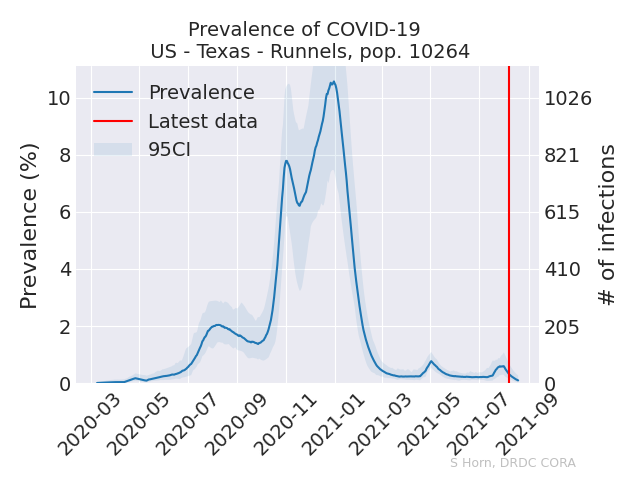 Prevalence of COVID-19
US - Texas - Runnels, pop. 10264
Prevalence
Latest data
95CI
Prevalence (%)
10
8
6
4
2
0
1026
821
615
410
205
0
# of infections
2020-03
2020-05
2020-07
2020-09
2020-11
2021-01
2021-03
2021-05
2021-07
2021-09
S Horn, DRDC CORA